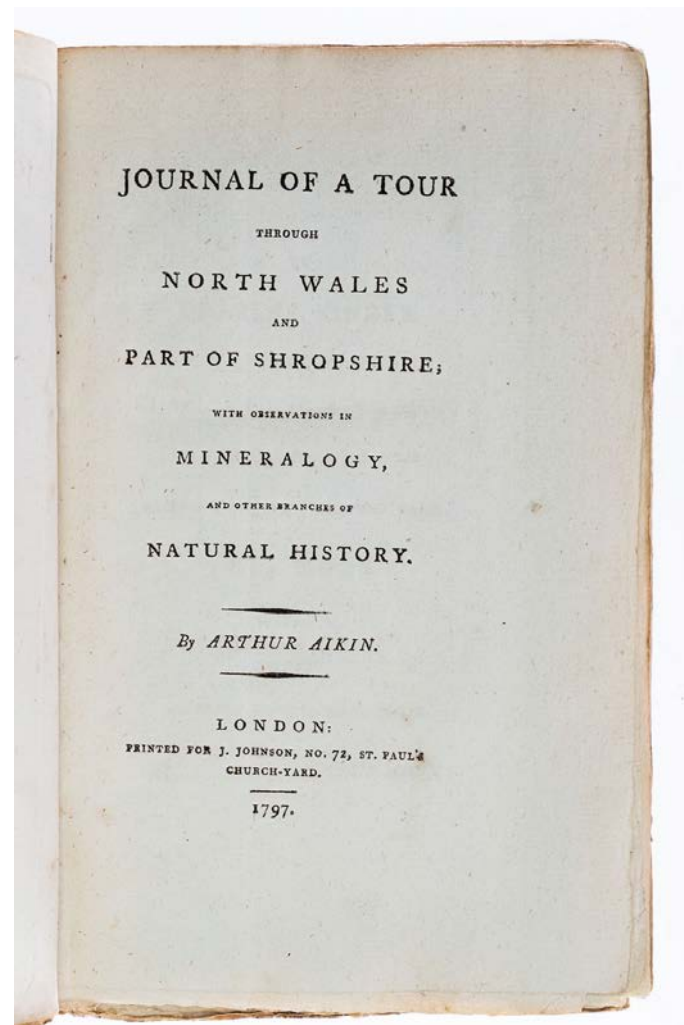 JOURNAL OF A TOUR
THROUGH
NORTH WALES
AND
PART OF SHROPSHIRE;
WITH OBSERVATIONS IN
MINERALOGY,
AND OTHER BRANCHES OF
NATURAL HISTORY.
By ARTHUR AIKIN.
LONDON:
PRINTED FOR J. JOHNSON, NO. 72, ST. PAUL'S
CHURCH-YARD.
1797.